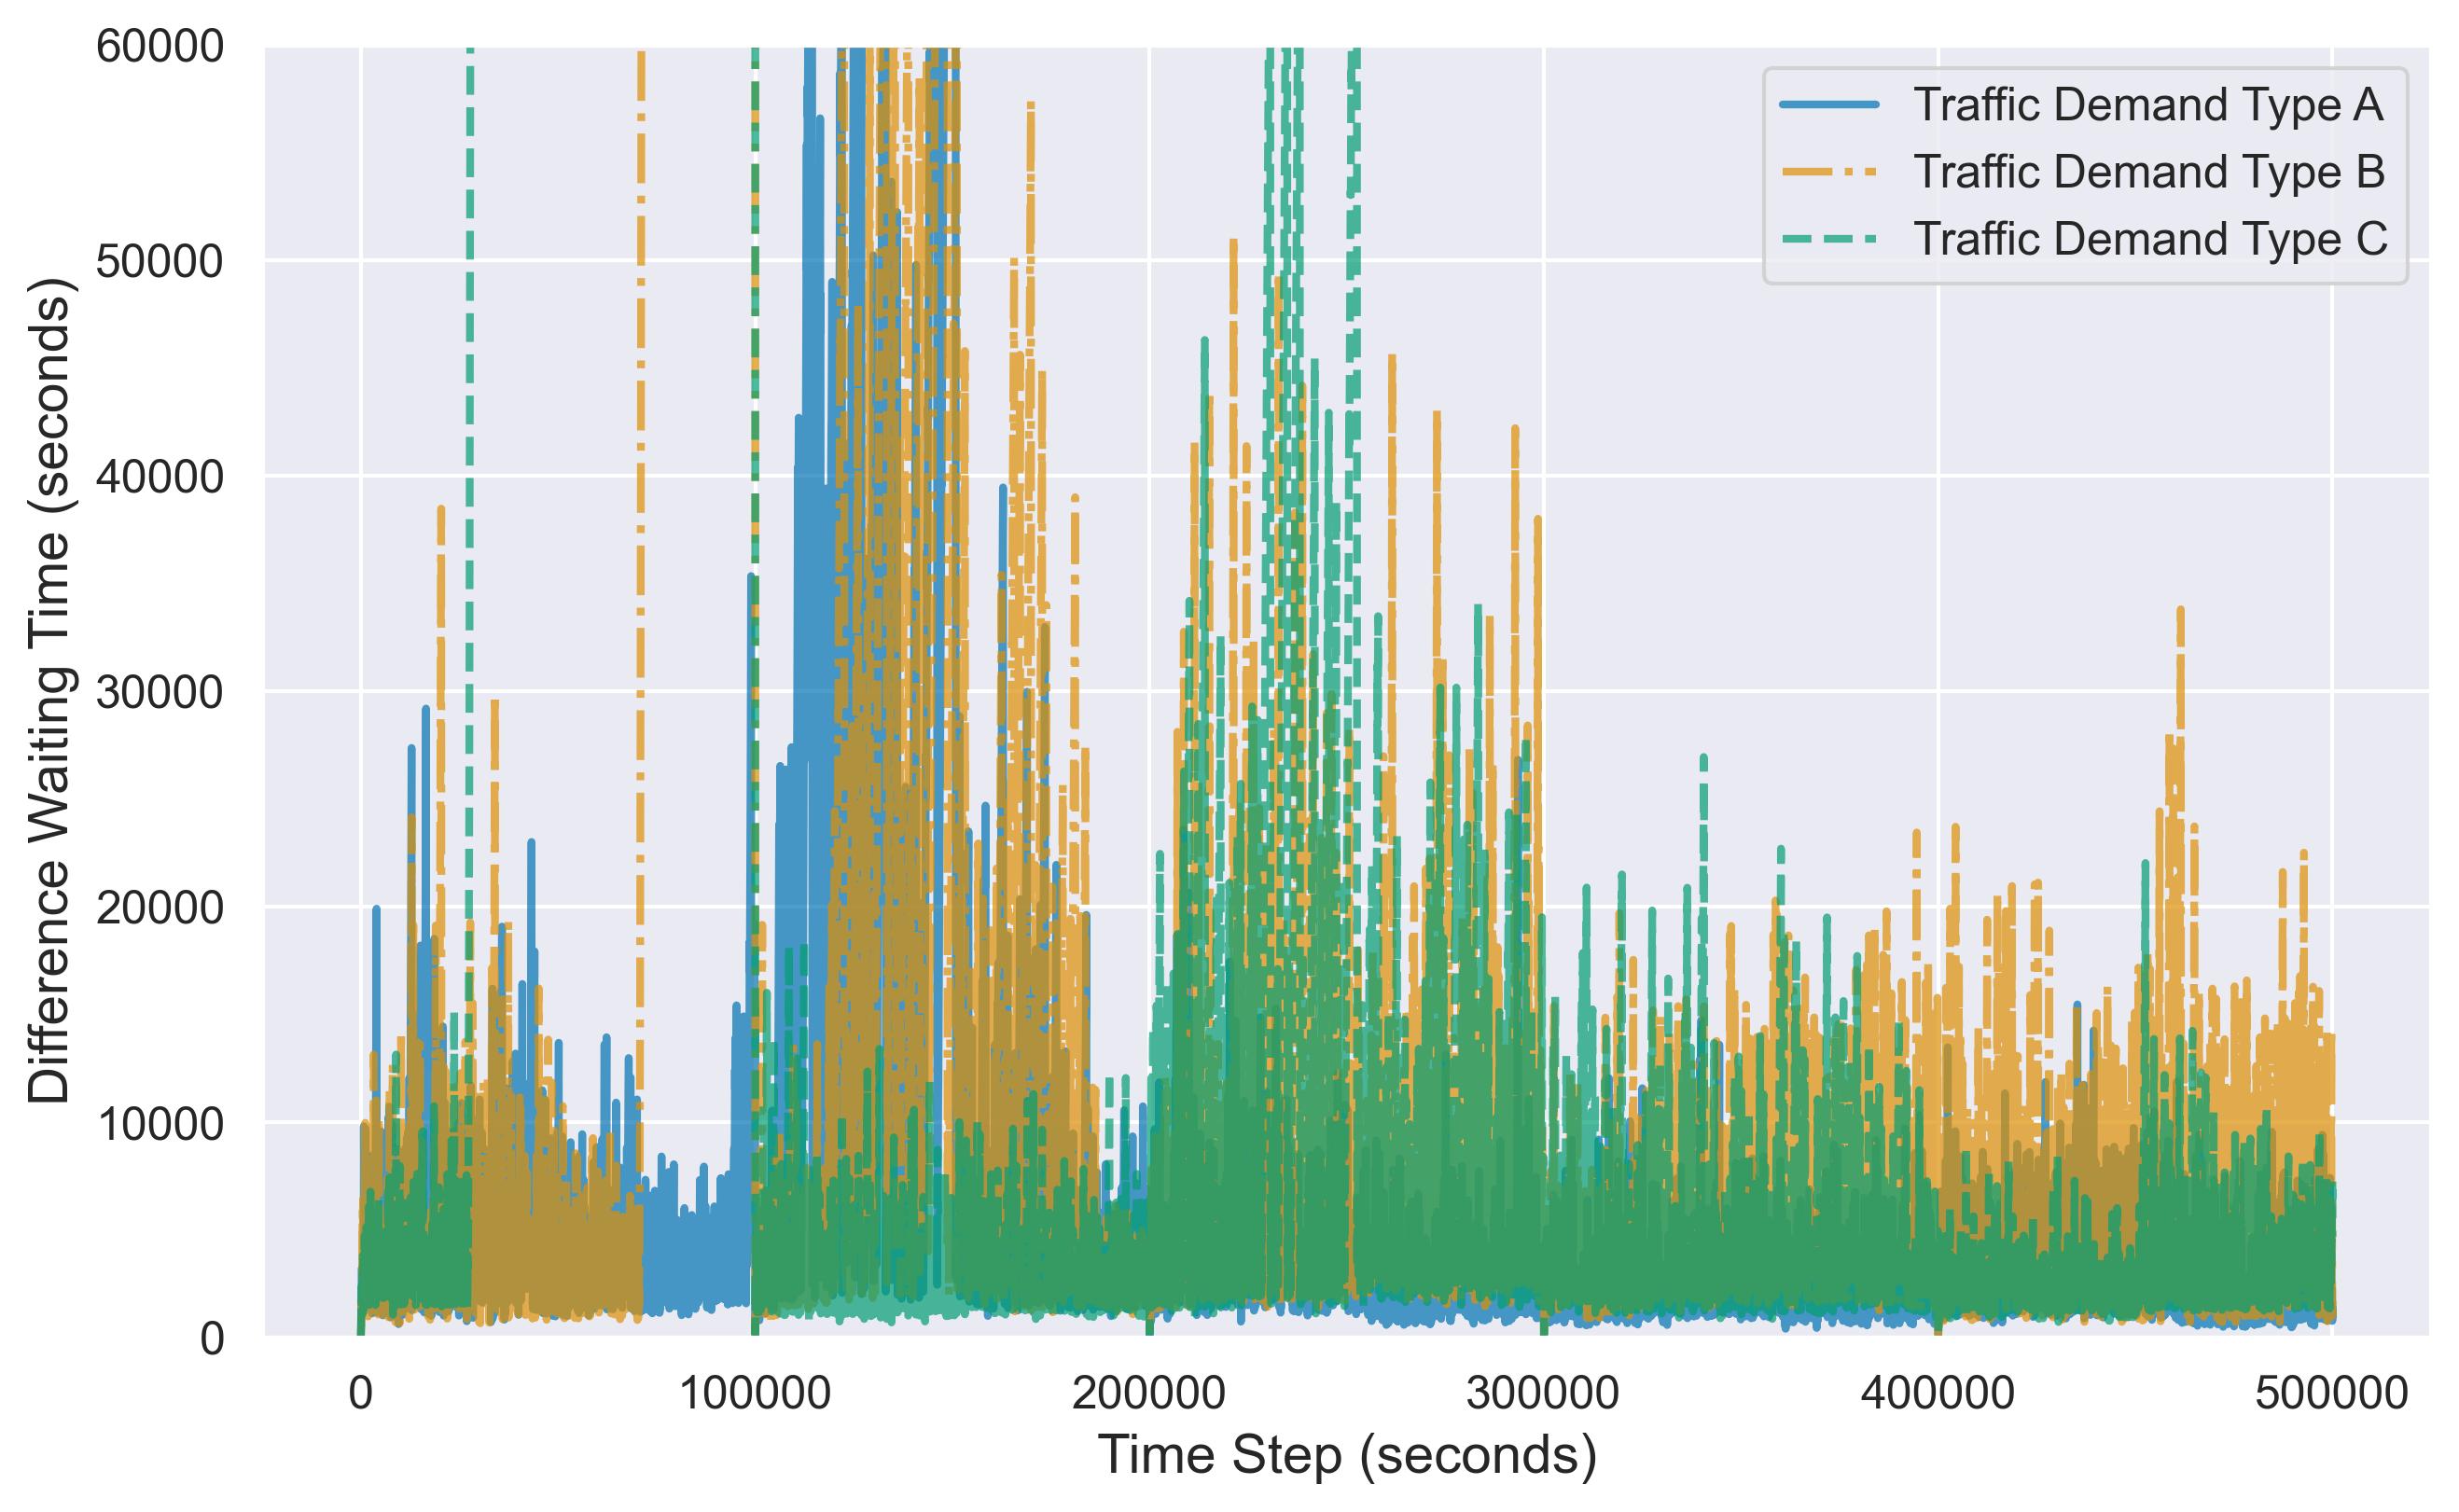 60000
50000
40000
30000
20000
10000
0
Difference Waiting Time (seconds)
Traffic Demand Type A
Traffic Demand Type B
Traffic Demand Type C
0
100000
200000
300000
400000
500000
Time Step (seconds)